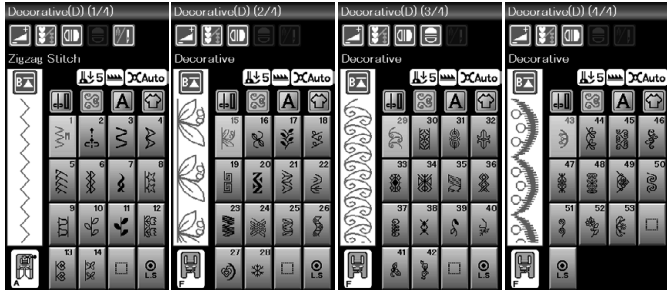 Decorative(D) (1/4)
Zigzag Stitch
B
5
Auto
A
1 2 3 4
5 6 7 8
9 10 11 12
13 14
L.S
A
Decorative(D) (2/4)
Decorative
B
5
Auto
A
15 16 17 18
19 20 21 22
23 24 25 26
27 28
L.S
F
Decorative(D) (3/4)
Decorative
B
5
Auto
A
29 30 31 32
33 34 35 36
37 38 39 40
41 42
L.S
F
Decorative(D) (4/4)
Decorative
B
5
Auto
A
43 44 45 46
47 48 49 50
51 52 53
L.S
F